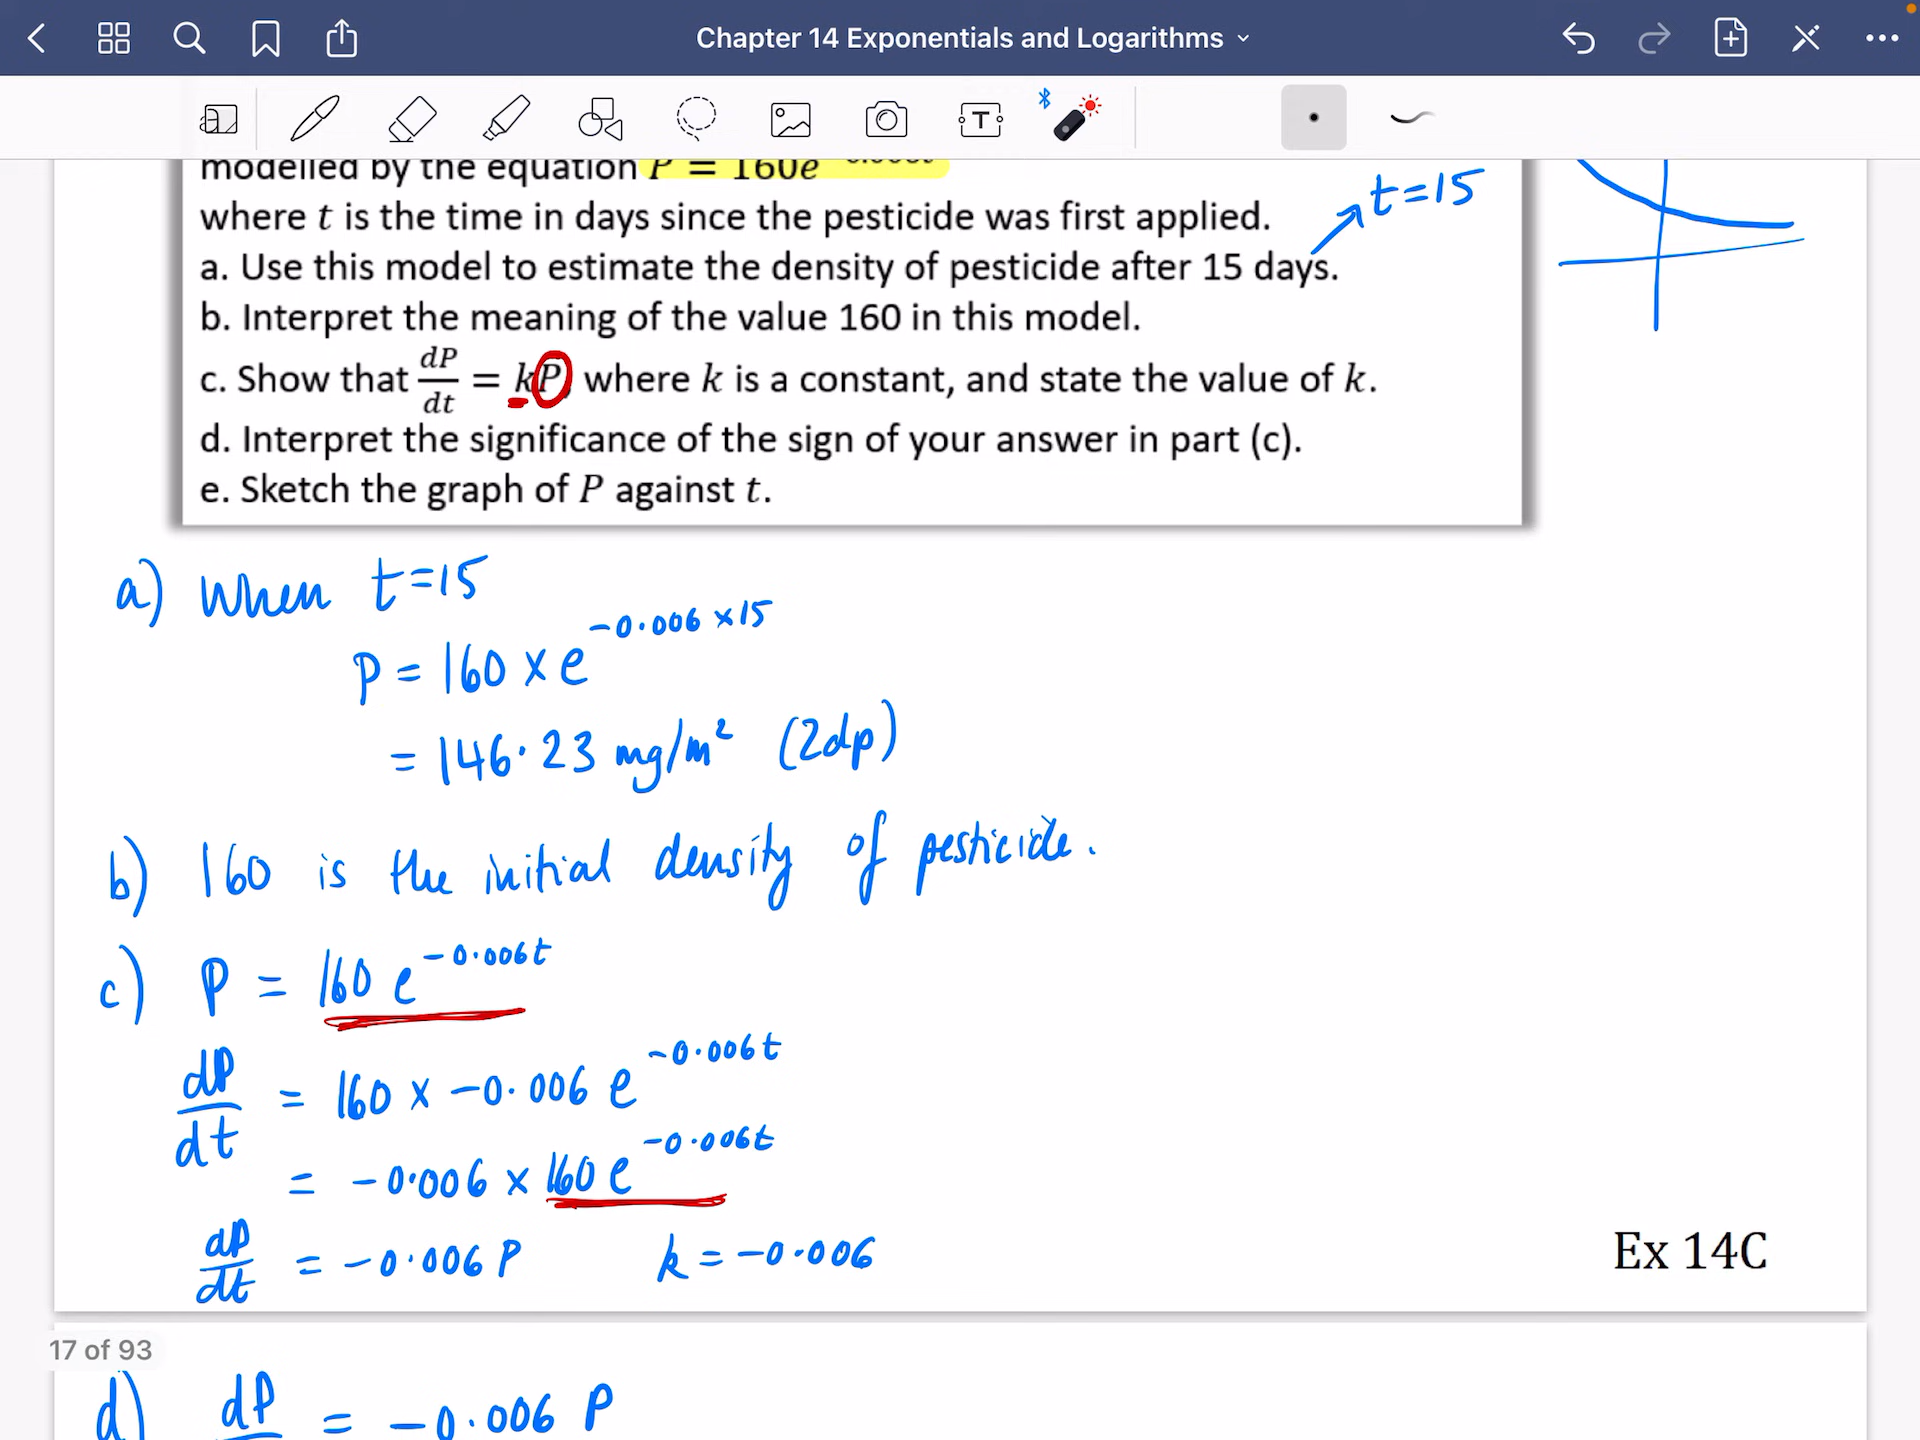 Chapter 14 Exponentials and Logarithms
modelled by the equation P = 160e
where t is the time in days since the pesticide was first applied.
t=15
a. Use this model to estimate the density of pesticide after 15 days.
b. Interpret the meaning of the value 160 in this model.
c. Show that dP/dt = kP, where k is a constant, and state the value of k.
d. Interpret the significance of the sign of your answer in part (c).
e. Sketch the graph of P against t.
a) When t=15
P = 160 × e^{-0.006 ×15}
= 146.23 mg/m² (2dp)
b) 160 is the initial density of pesticide.
c) P = 160 e^{-0.006t}
dP/dt = 160 × -0.006 e^{-0.006t}
= -0.006 × 160 e^{-0.006t}
dP/dt = -0.006 P k = -0.006
Ex 14C
17 of 93
d) dP = -0.006 P